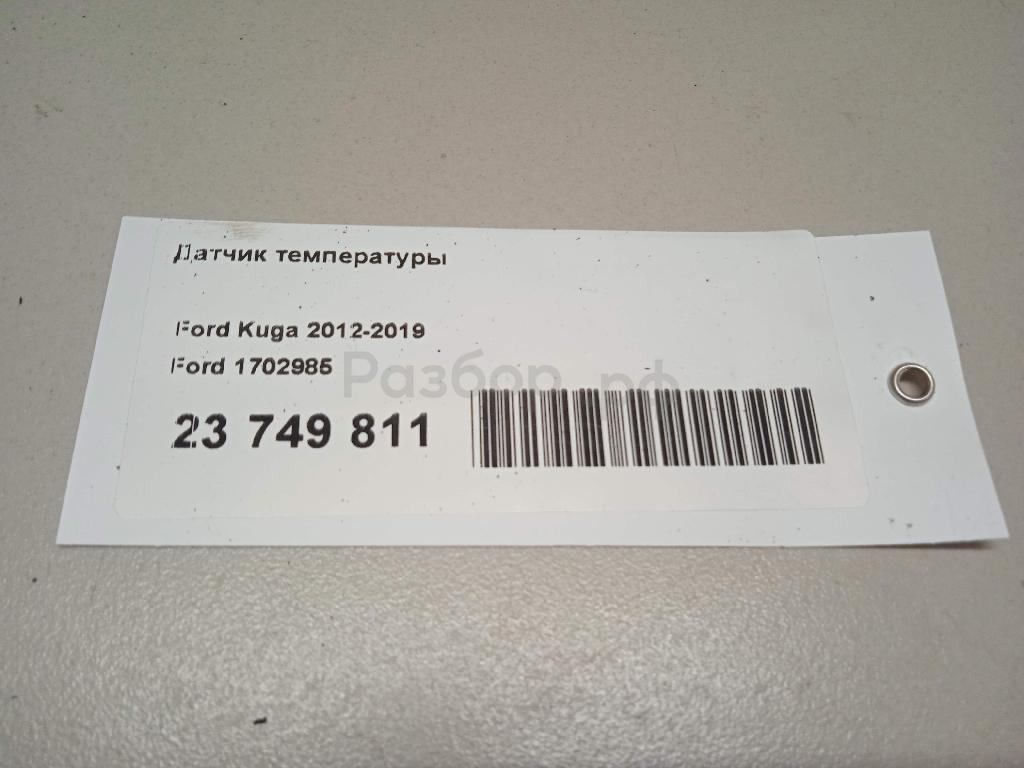 Датчик температуры
Ford Kuga 2012-2019
Ford 1702985
Разбор.рф
23 749 811